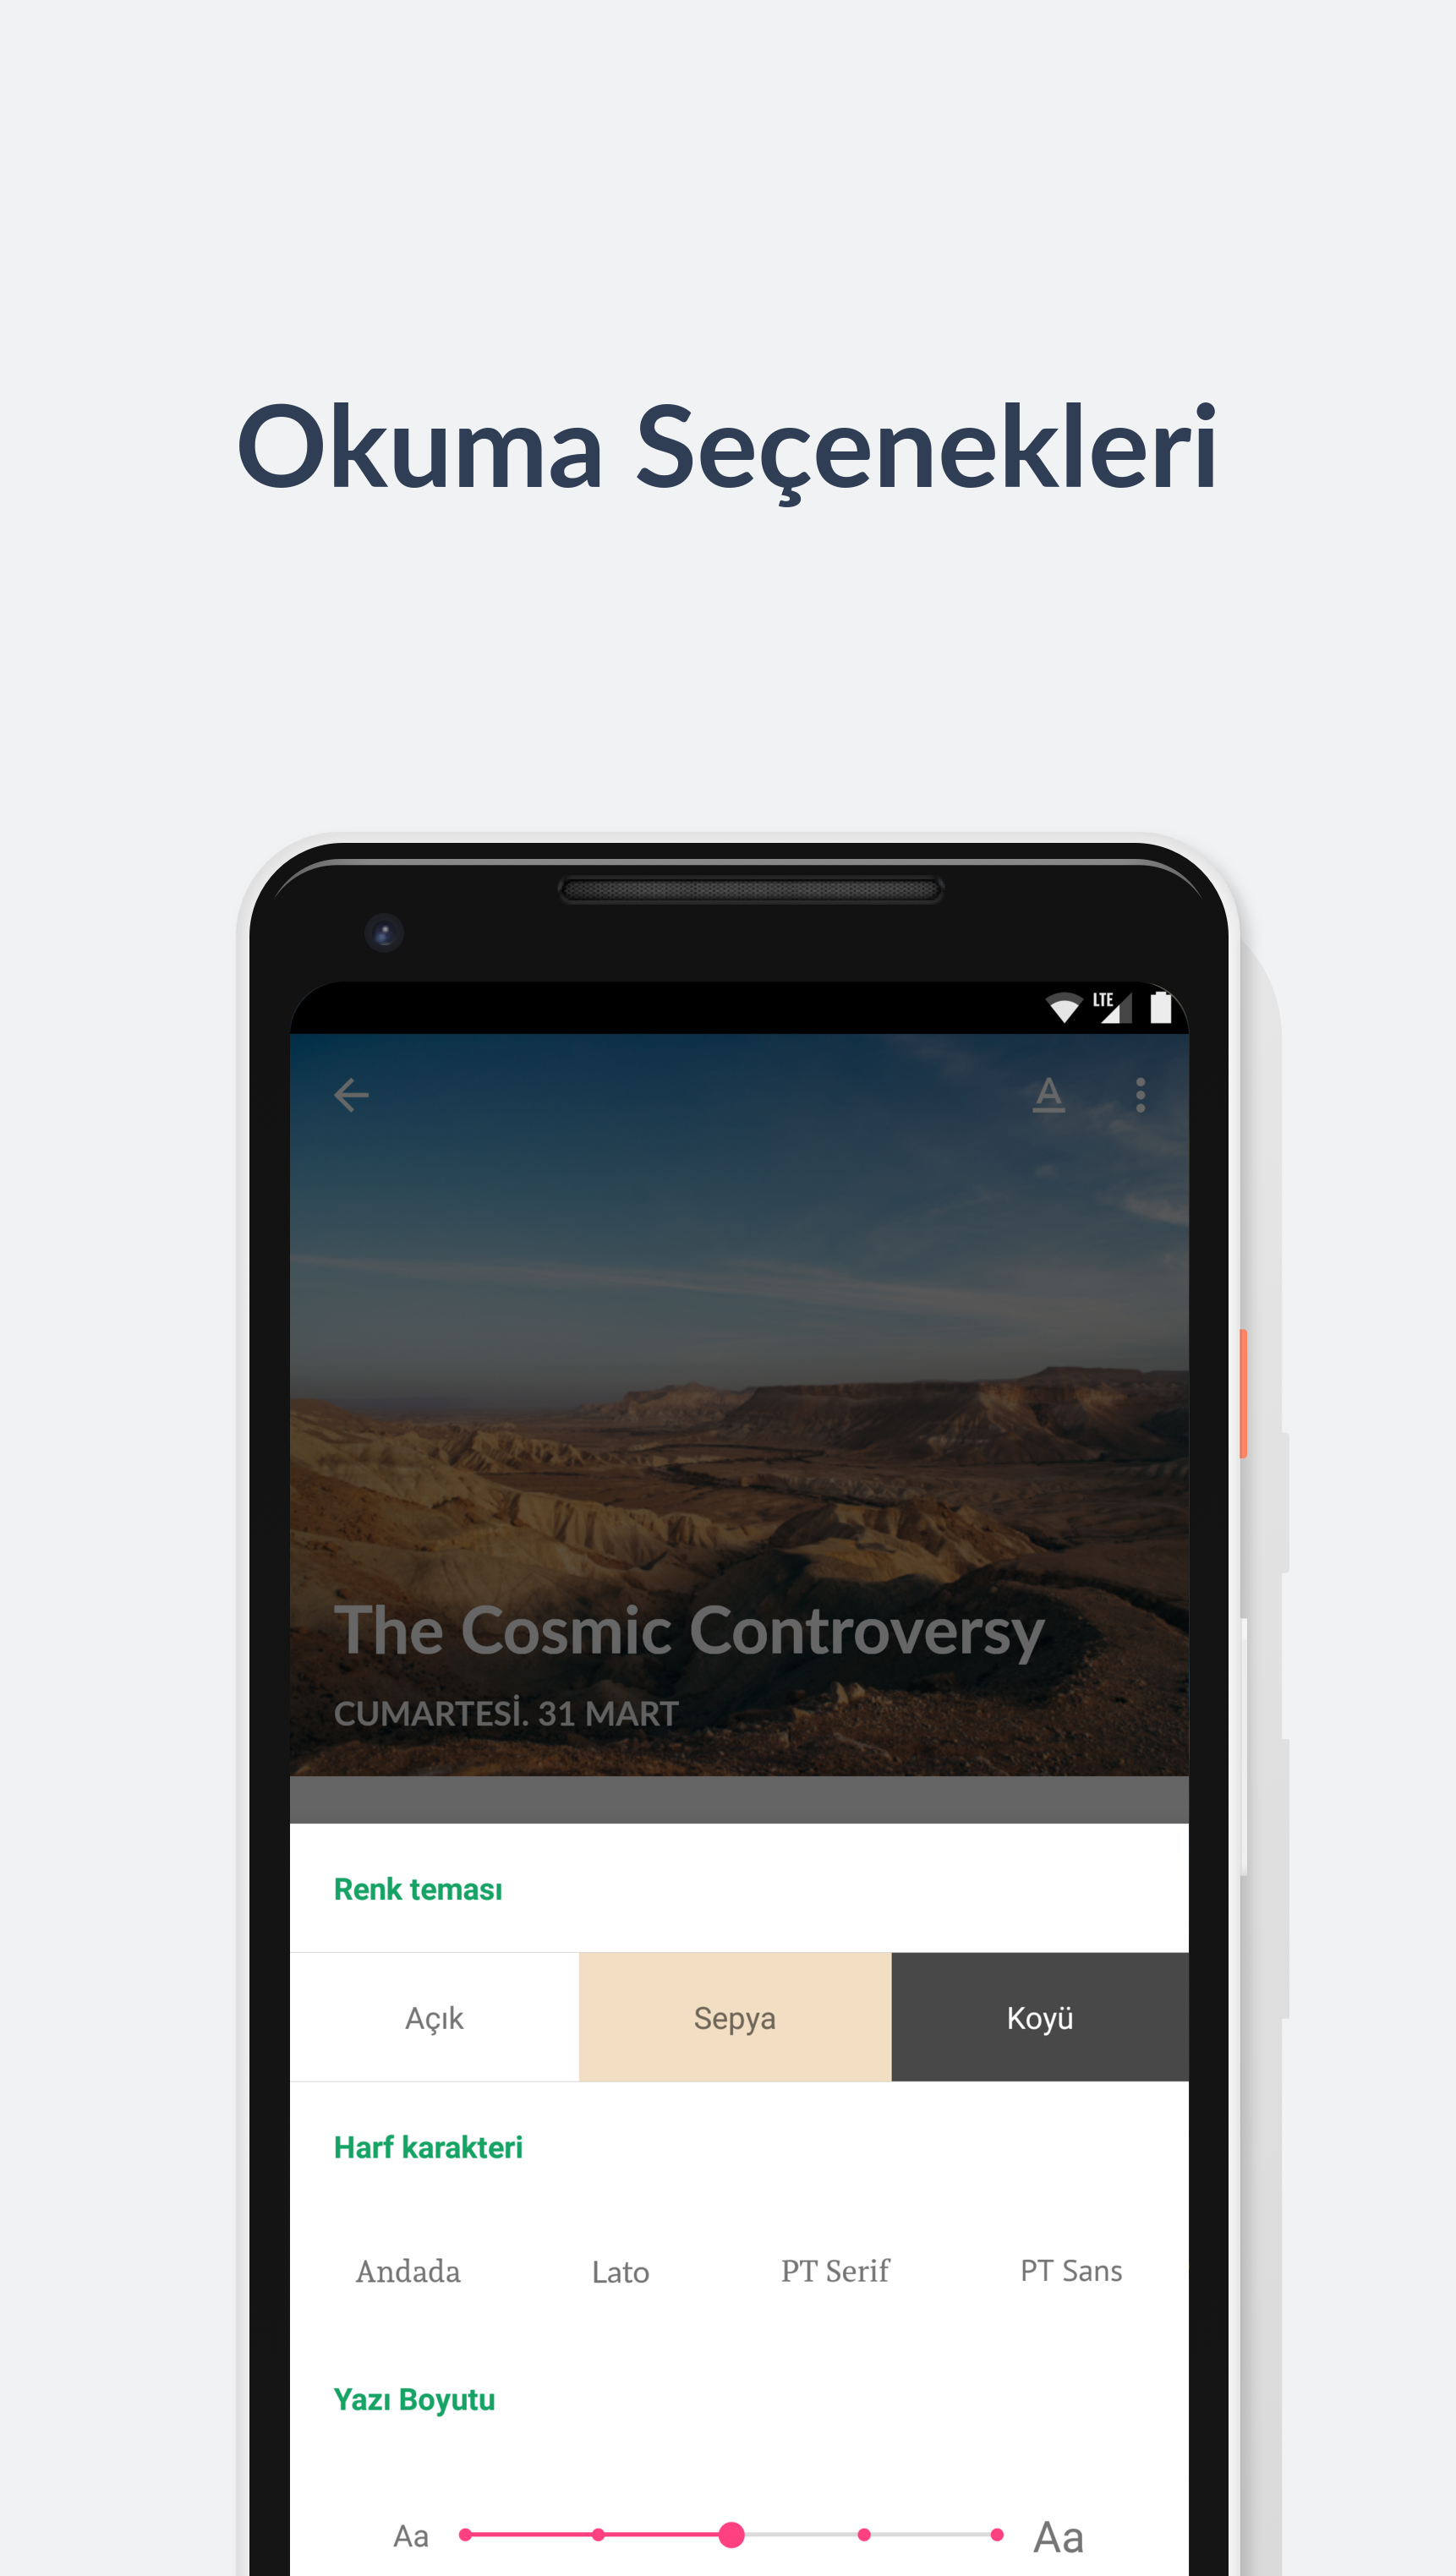 Okuma Seçenekleri
LTE
A
The Cosmic Controversy
CUMARTESİ. 31 MART
Renk teması
Açık Sepya Koyü
Harf karakteri
Andada Lato PT Serif PT Sans
Yazı Boyutu
Aa Aa